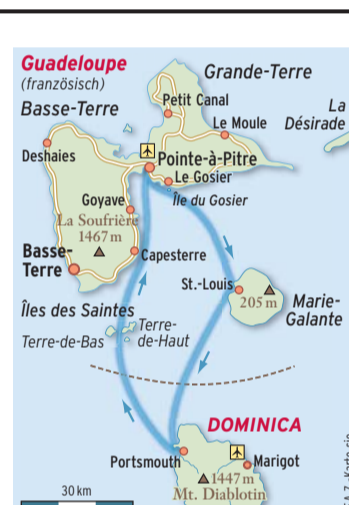 Guadeloupe
(französisch)
Grande-Terre
Basse-Terre
Petit Canal
La
Désirade
Le Moule
Deshaies
Pointe-à-Pitre
Le Gosier
Île du Gosier
Goyave
La Soufrière
1467 m
Basse-
Terre
Capesterre
St.-Louis
205 m
Marie-
Galante
Îles des Saintes
Terre-de-Bas
Terre-
de-Haut
DOMINICA
Portsmouth
Marigot
1447 m
Mt. Diablotin
30 km